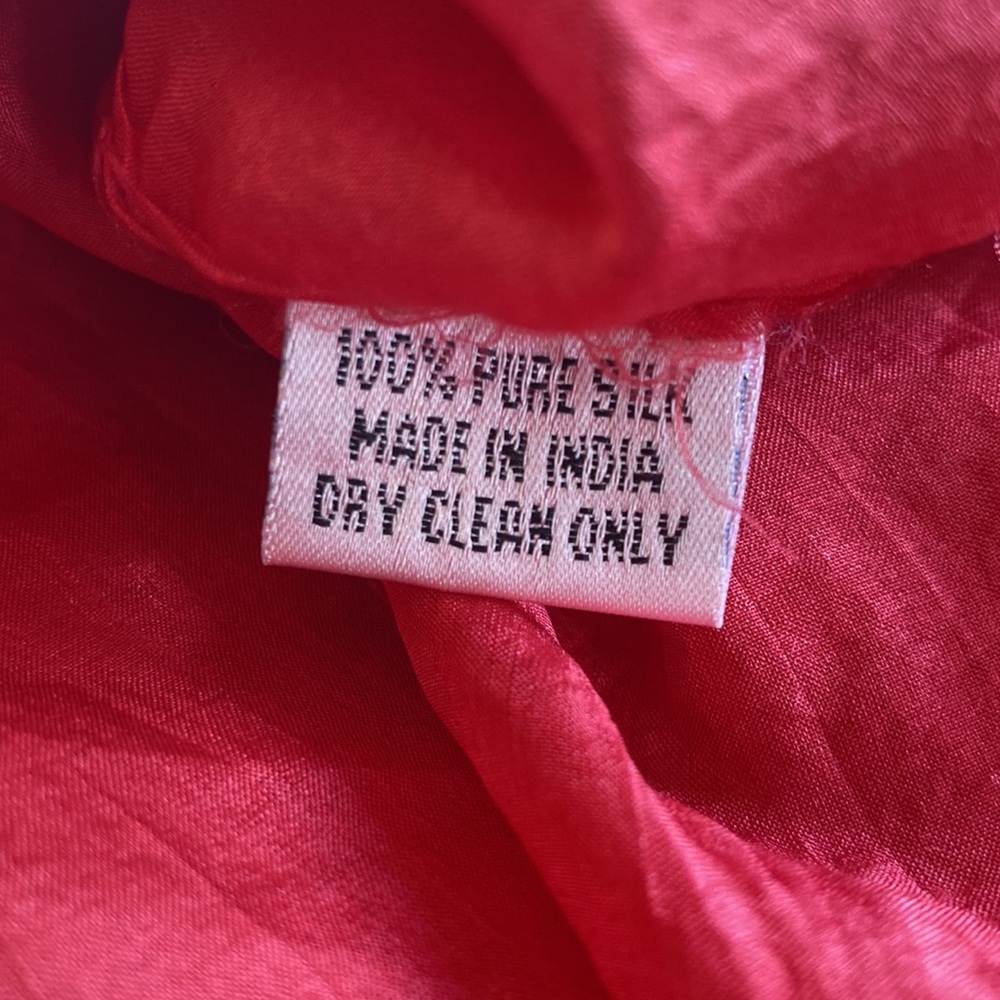 100% PURE SILK
MADE IN INDIA
DRY CLEAN ONLY